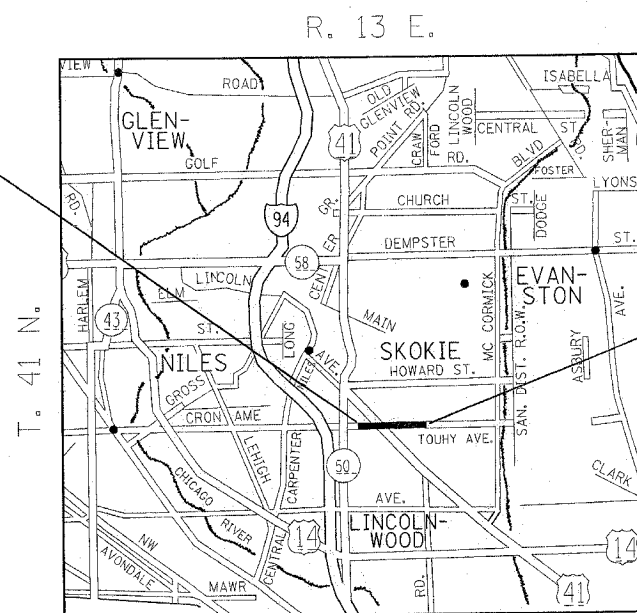 R. 13 E.
T. 41 N.
VIEW
ROAD
OLD
GLENVIEW
POINT RD.
CRAW
FORD
LINCOLN
WOOD
RD.
ISABELLA
CENTRAL ST.
SHER-
MAN
BLVD
RD.
FOSTER
LYONS
GLEN-
VIEW
41
GOLF
94
GR.
CHURCH
ST.
DODGE
DEMPSTER
ST.
RD.
58
CENT
ER
LINCOLN
ELM
ST.
HARLEM
43
MAIN
MC CORMICK
EVAN-
STON
AVE.
NILES
GROSS
LONG
AVE.
NILES
SKOKIE
HOWARD ST.
SAN. DIST. R.O.W.
ASBURY
CRON AME
TOUHY AVE.
LEHIGH
CARPENTER
50
CLARK
CHICAGO
RIVER
AVE.
14
LINCOLN-
WOOD
14
NW
AVONDALE
CENTRAL
MAWR
RD.
41